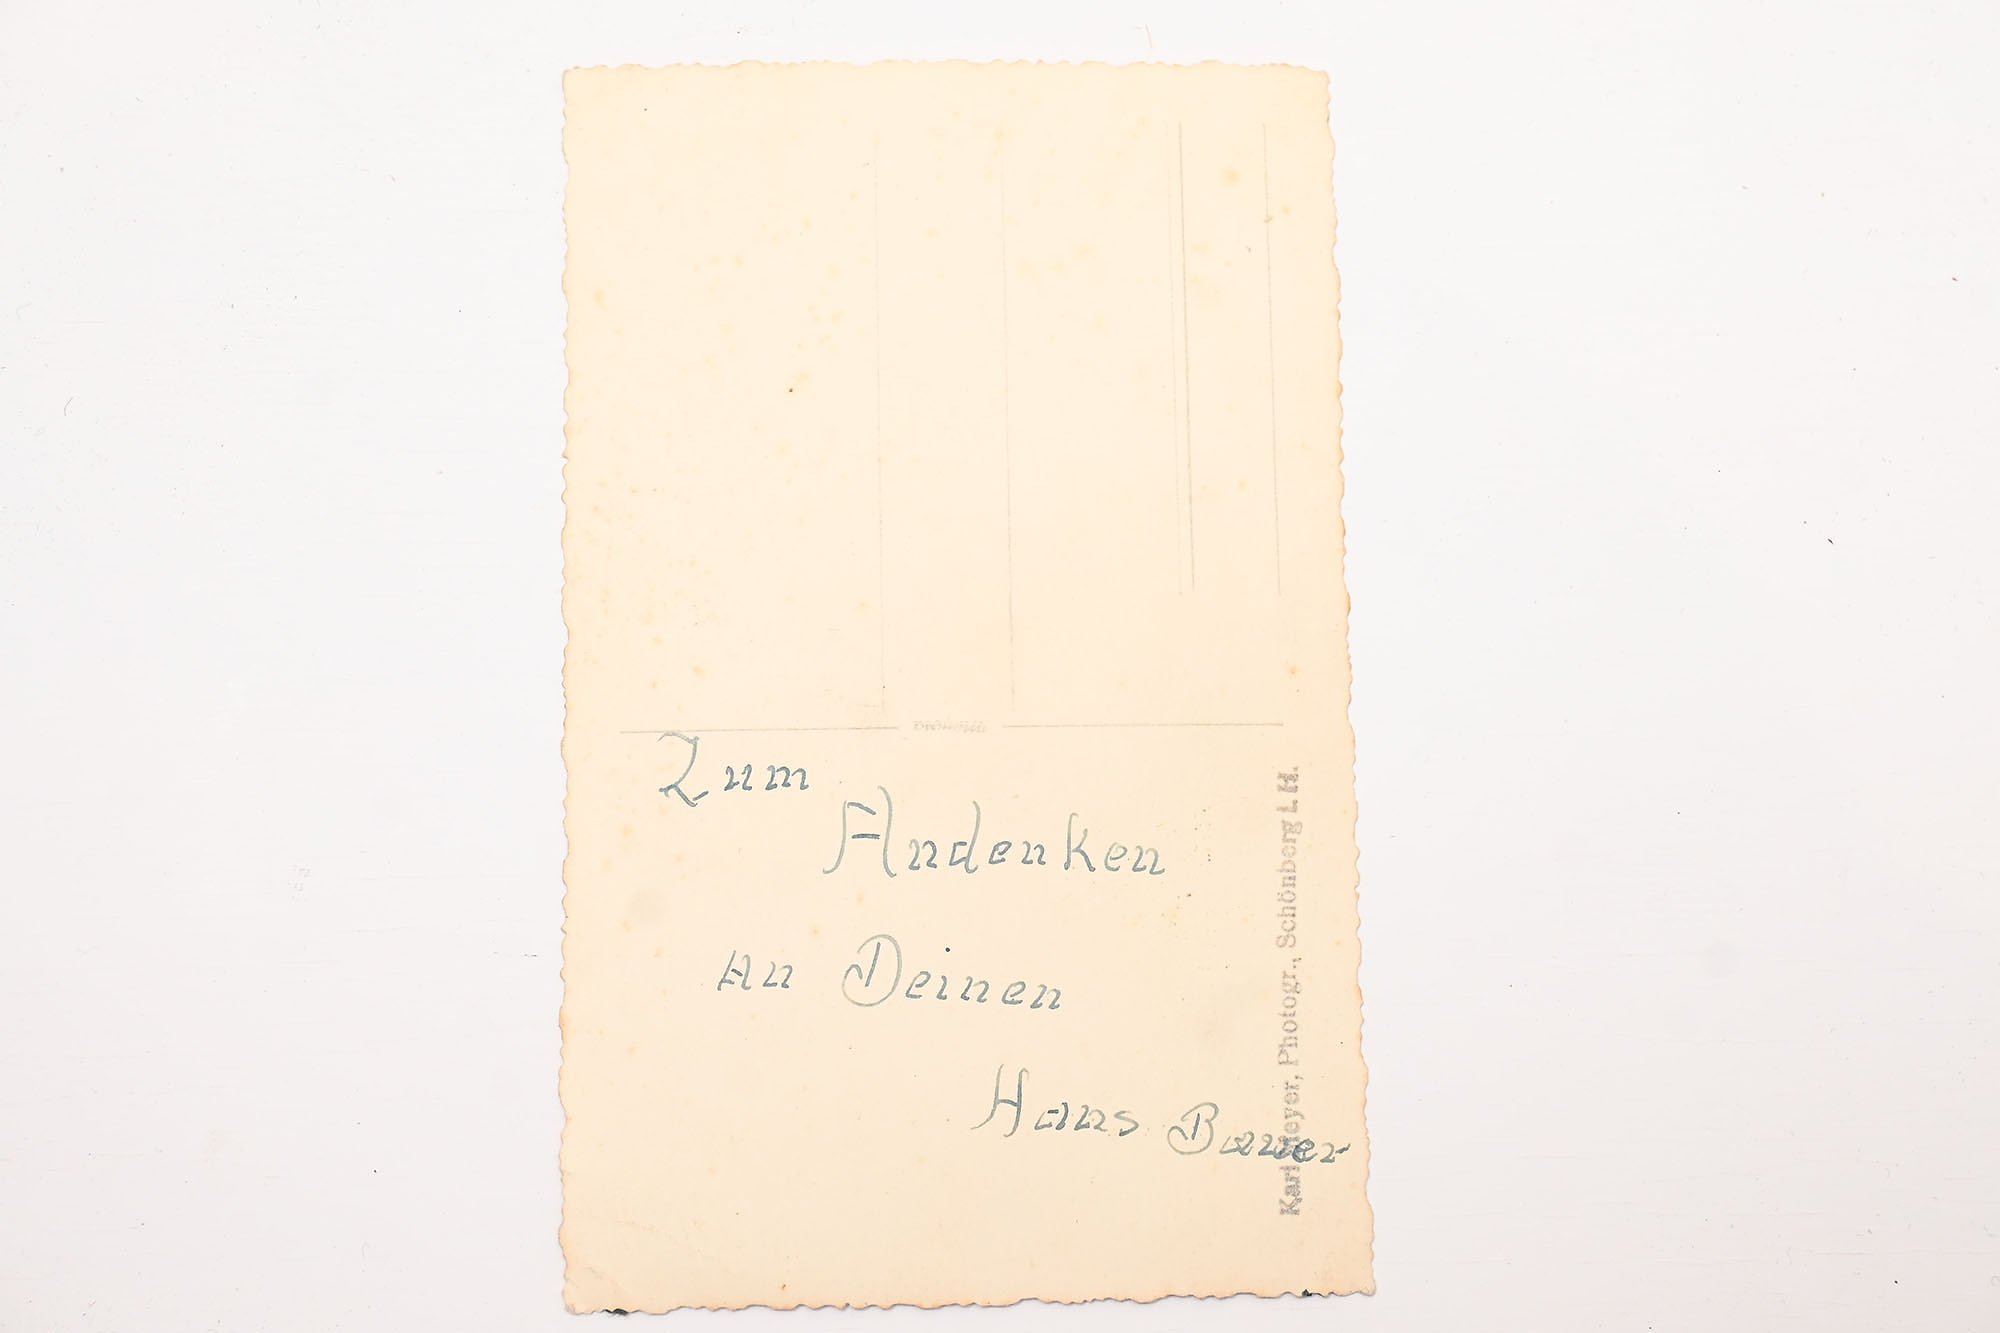 Zum
Andenken
an Deinen
Hans Bauer
Karl Meyer, Photogr., Schönberg i. H.